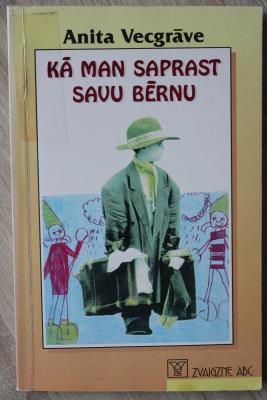 Anita Vecgrāve
KĀ MAN SAPRAST
SAVU BĒRNU
ZVAIGZNE ABC